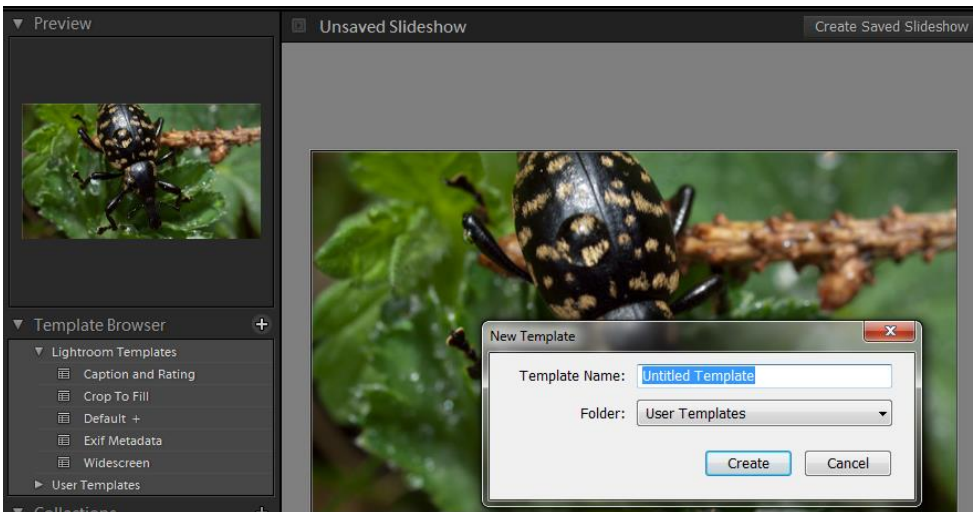 Preview
Unsaved Slideshow
Create Saved Slideshow
Template Browser +
Lightroom Templates
Caption and Rating
Crop To Fill
Default +
Exif Metadata
Widescreen
User Templates
Collections
New Template
Template Name: Untitled Template
Folder: User Templates
Create Cancel